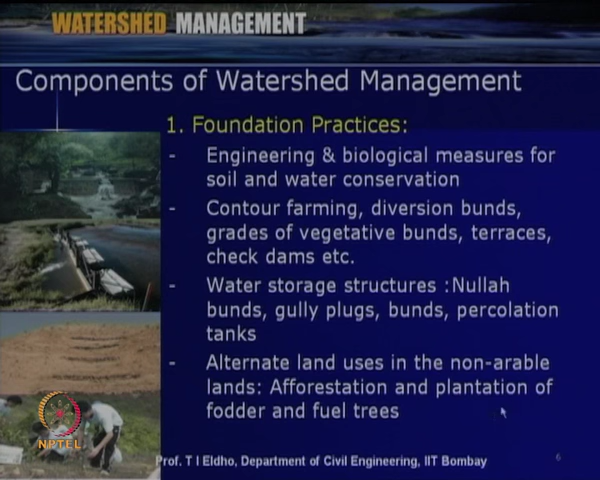 WATERSHED MANAGEMENT
Components of Watershed Management
1. Foundation Practices:
- Engineering & biological measures for
soil and water conservation
- Contour farming, diversion bunds,
grades of vegetative bunds, terraces,
check dams etc.
- Water storage structures :Nullah
bunds, gully plugs, bunds, percolation
tanks
- Alternate land uses in the non-arable
lands: Afforestation and plantation of
fodder and fuel trees
NPTEL
Prof. T I Eldho, Department of Civil Engineering, IIT Bombay
6